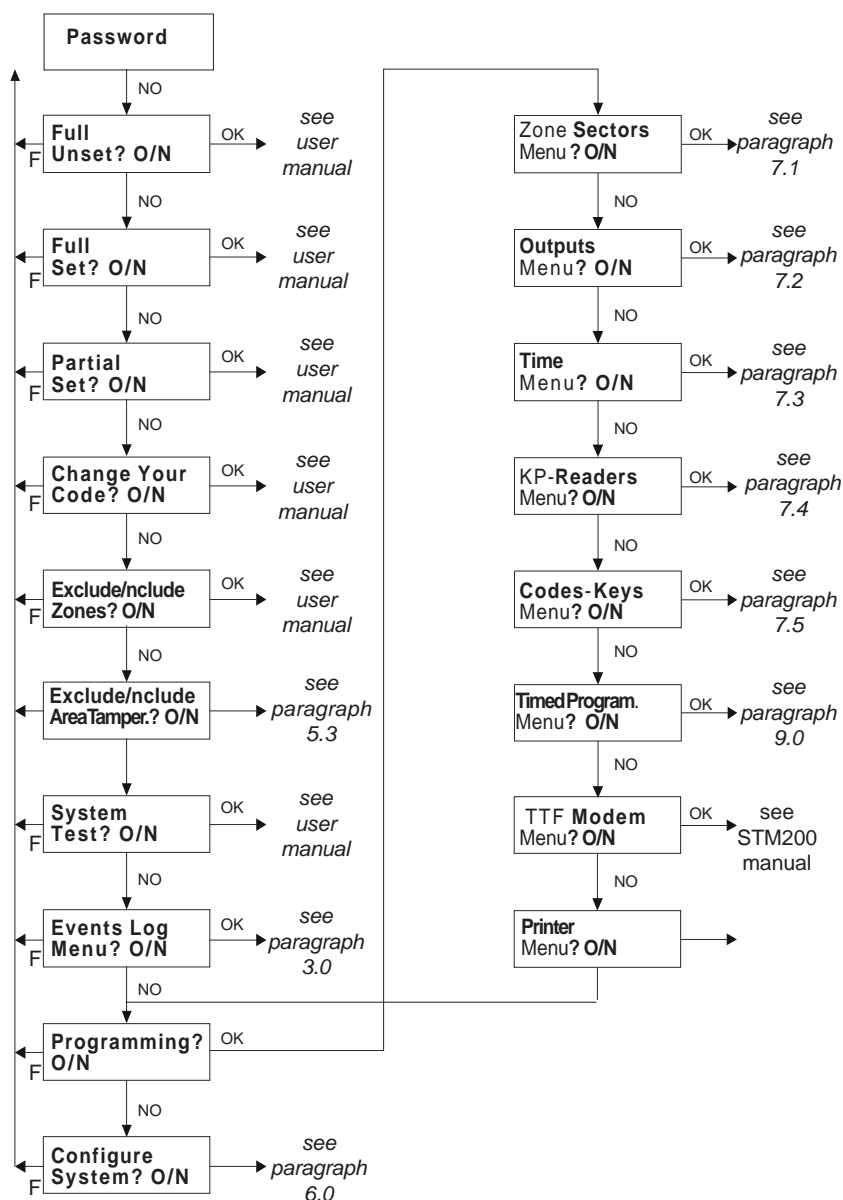 Password
NO
Full
Unset? O/N
F
OK
see
user
manual
NO
Full
Set? O/N
F
OK
see
user
manual
NO
Partial
Set? O/N
F
OK
see
user
manual
NO
Change Your
Code? O/N
F
OK
see
user
manual
NO
Exclude/nclude
Zones? O/N
F
OK
see
user
manual
NO
Exclude/nclude
AreaTamper.? O/N
see
paragraph
5.3
System
Test? O/N
F
OK
see
user
manual
NO
Events Log
Menu? O/N
F
OK
see
paragraph
3.0
NO
Programming?
O/N
F
OK
NO
Configure
System? O/N
F
see
paragraph
6.0
Zone Sectors
Menu ? O/N
OK
see
paragraph
7.1
NO
Outputs
Menu? O/N
OK
see
paragraph
7.2
NO
Time
Menu? O/N
OK
see
paragraph
7.3
NO
KP-Readers
Menu? O/N
OK
see
paragraph
7.4
NO
Codes-Keys
Menu? O/N
OK
see
paragraph
7.5
NO
Timed Program.
Menu? O/N
OK
see
paragraph
9.0
NO
TTF Modem
Menu? O/N
OK
see
STM200
manual
NO
Printer
Menu? O/N